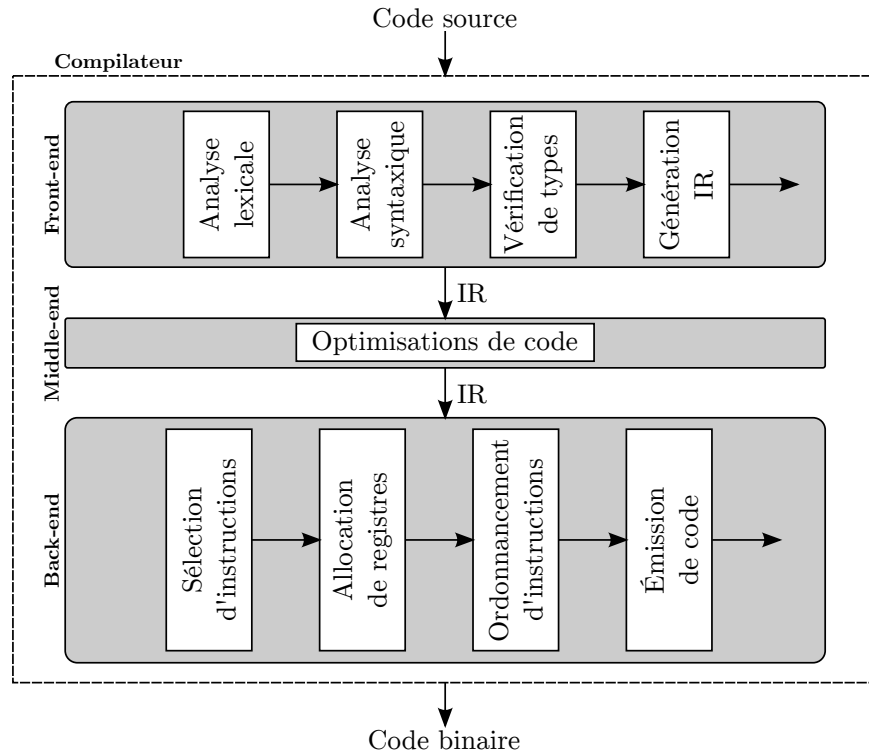 Code source
Compilateur
Front-end
Analyse
lexicale
Analyse
syntaxique
Vérification
de types
Génération
IR
IR
Middle-end
Optimisations de code
IR
Back-end
Sélection
d'instructions
Allocation
de registres
Ordonnancement
d'instructions
Émission
de code
Code binaire